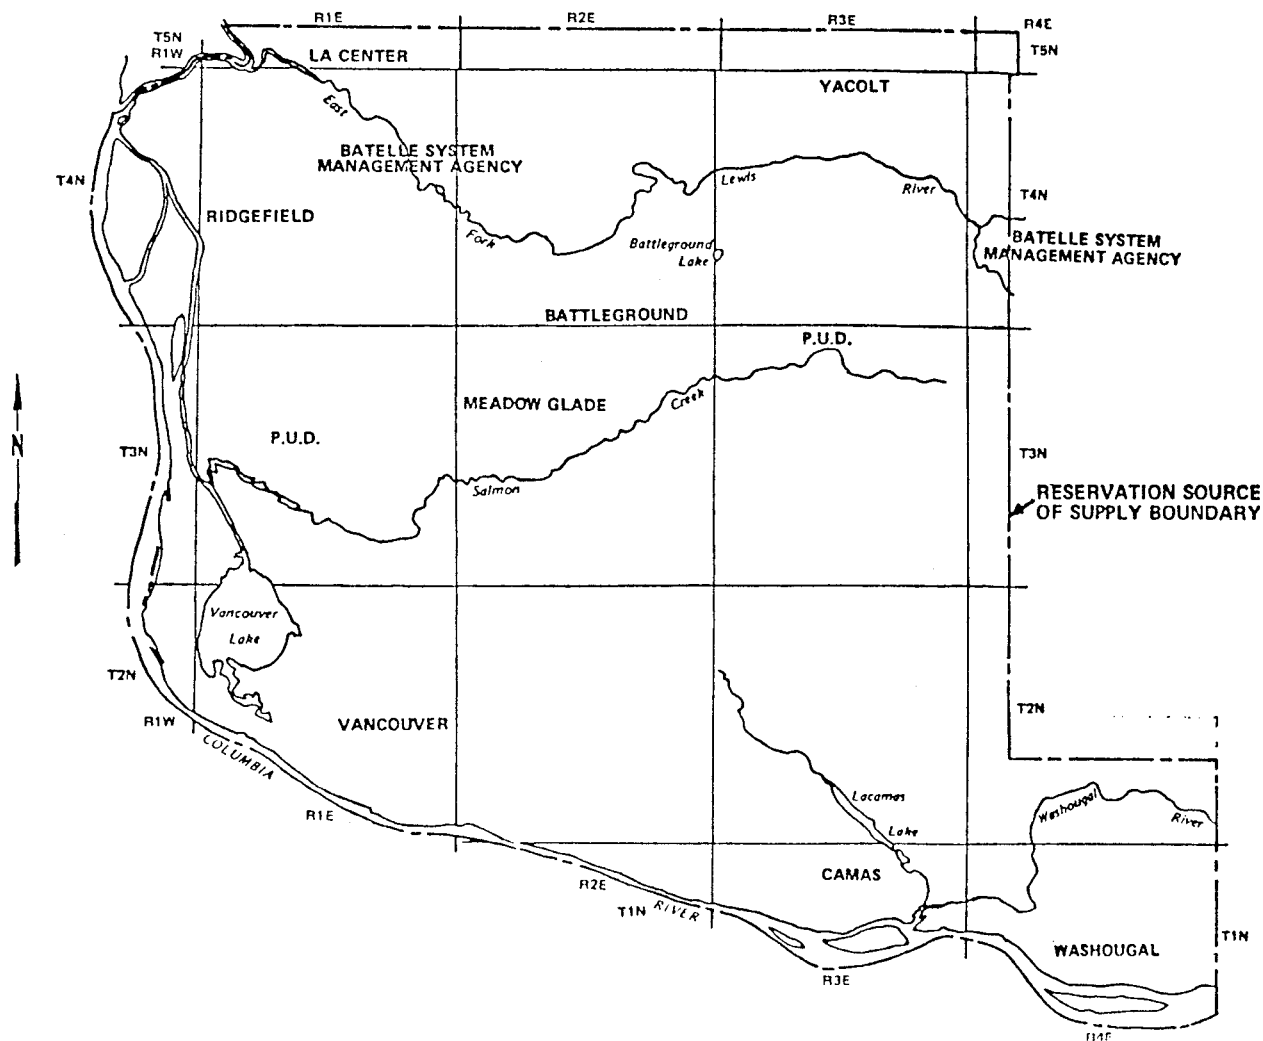 R1E
R2E
R3E
R4E
T5N
R1W
LA CENTER
T5N
YACOLT
East
BATELLE SYSTEM
MANAGEMENT AGENCY
T4N
Lewis
River
T4N
RIDGEFIELD
Fork
Battleground
Lake
BATELLE SYSTEM
MANAGEMENT AGENCY
BATTLEGROUND
P.U.D.
MEADOW GLADE
Creek
N
P.U.D.
T3N
T3N
Salmon
RESERVATION SOURCE
OF SUPPLY BOUNDARY
Vancouver
Lake
T2N
R1W
VANCOUVER
T2N
COLUMBIA
R1E
Lacamas
Lake
Washougal
River
R2E
CAMAS
T1N
RIVER
T1N
WASHOUGAL
R3E
R4E